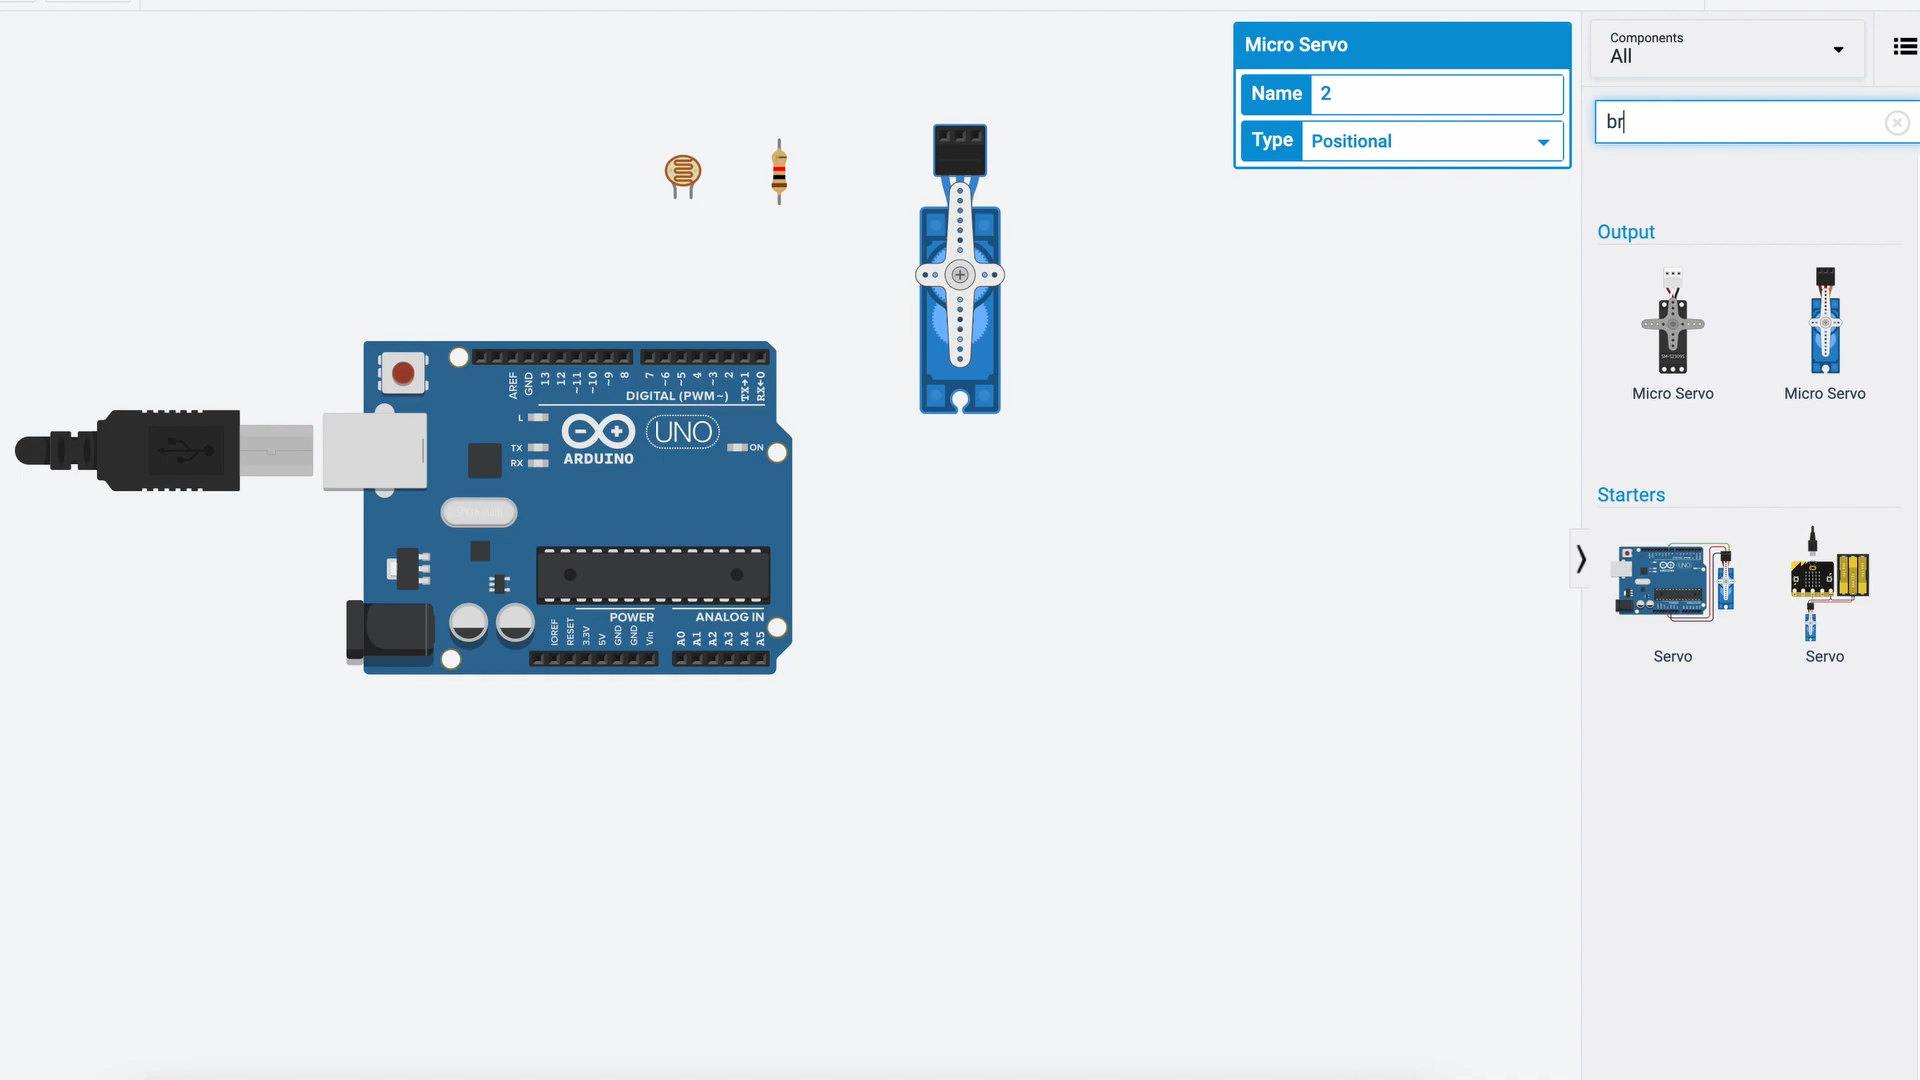 Micro Servo
Name 2
Type Positional
Components
All
br
Output
Micro Servo
Micro Servo
Starters
Servo
Servo
AREF
GND
13
12
~11
~10
~9
8
7
~6
~5
4
~3
2
TX→1
RX←0
DIGITAL (PWM~)
L
TX
RX
ARDUINO
UNO
ON
POWER
ANALOG IN
IOREF
RESET
3.3V
5V
GND
GND
Vin
A0
A1
A2
A3
A4
A5